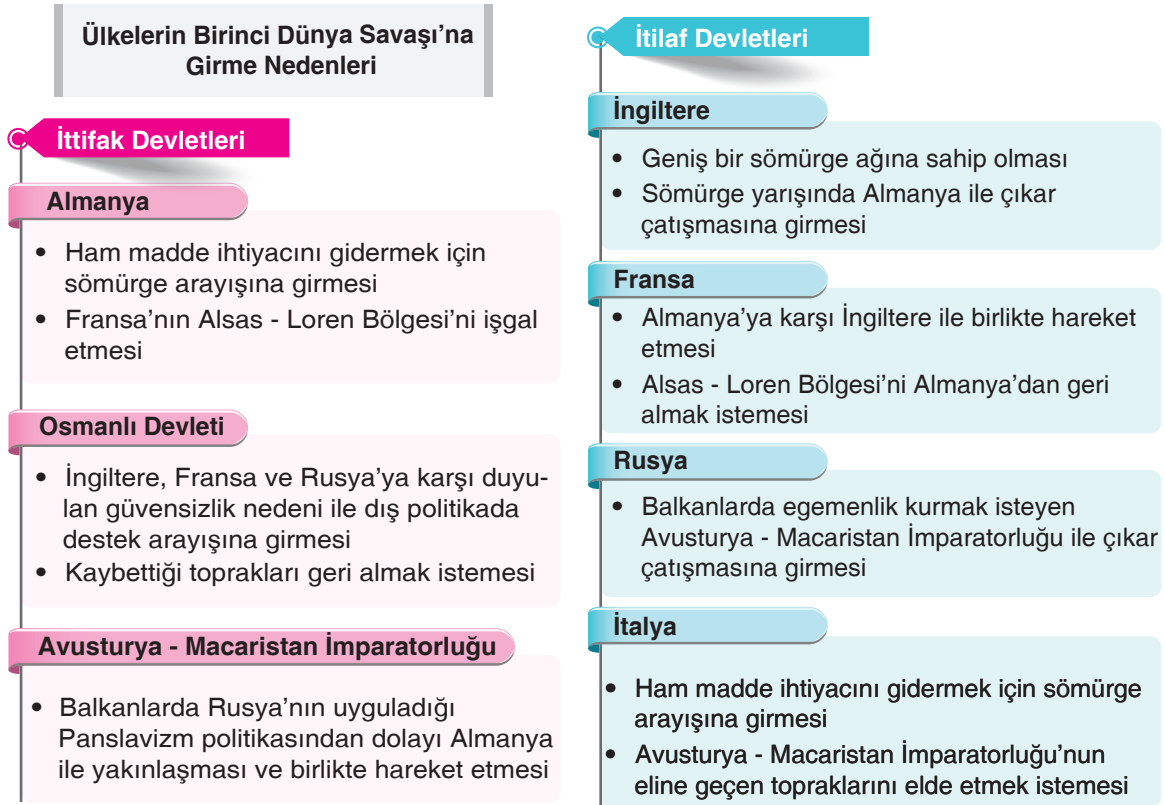 Ülkelerin Birinci Dünya Savaşı’na
Girme Nedenleri
İttifak Devletleri
Almanya
• Ham madde ihtiyacını gidermek için
sömürge arayışına girmesi
• Fransa’nın Alsas - Loren Bölgesi’ni işgal
etmesi
Osmanlı Devleti
• İngiltere, Fransa ve Rusya’ya karşı duyu-
lan güvensizlik nedeni ile dış politikada
destek arayışına girmesi
• Kaybettiği toprakları geri almak istemesi
Avusturya - Macaristan İmparatorluğu
• Balkanlarda Rusya’nın uyguladığı
Panslavizm politikasından dolayı Almanya
ile yakınlaşması ve birlikte hareket etmesi
İtilaf Devletleri
İngiltere
• Geniş bir sömürge ağına sahip olması
• Sömürge yarışında Almanya ile çıkar
çatışmasına girmesi
Fransa
• Almanya’ya karşı İngiltere ile birlikte hareket
etmesi
• Alsas - Loren Bölgesi’ni Almanya’dan geri
almak istemesi
Rusya
• Balkanlarda egemenlik kurmak isteyen
Avusturya - Macaristan İmparatorluğu ile çıkar
çatışmasına girmesi
İtalya
• Ham madde ihtiyacını gidermek için sömürge
arayışına girmesi
• Avusturya - Macaristan İmparatorluğu’nun
eline geçen topraklarını elde etmek istemesi